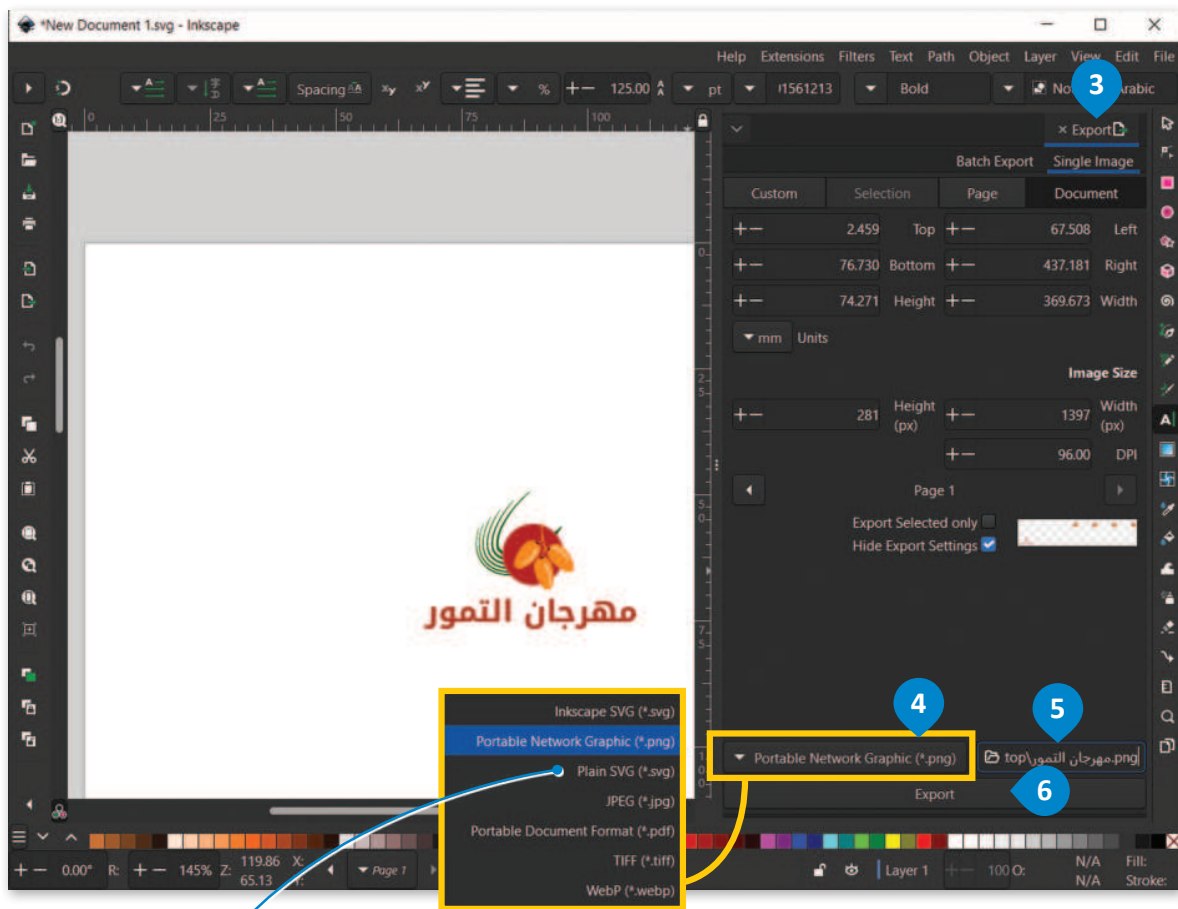 *New Document 1.svg - Inkscape
Help Extensions Filters Text Path Object Layer View Edit File
Spacing % 125.00 pt 11561213 Bold Arabic
3
0 25 50 75 100
Export
Batch Export Single Image
Custom Selection Page Document
2.459 Top 67.508 Left
76.730 Bottom 437.181 Right
74.271 Height 369.673 Width
mm Units
Image Size
281 Height (px) 1397 Width (px)
96.00 DPI
Page 1
Export Selected only
Hide Export Settings
مهرجان التمور
4
5
Portable Network Graphic (*.png)
top\مهرجان التمور.png
Export
6
Inkscape SVG (*.svg)
Portable Network Graphic (*.png)
Plain SVG (*.svg)
JPEG (*.jpg)
Portable Document Format (*.pdf)
TIFF (*.tiff)
WebP (*.webp)
0.00° R: 145% Z: 119.86 X: 65.13 Y: Page 1 Layer 1 100 O: N/A Fill: N/A Stroke: